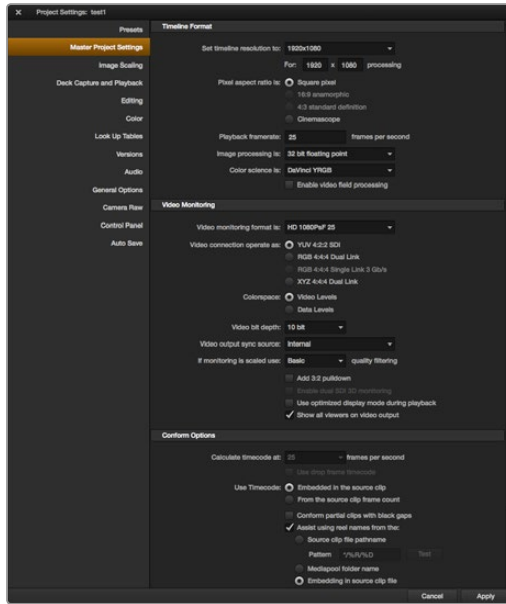 Project Settings: test1
Presets
Master Project Settings
Image Scaling
Deck Capture and Playback
Editing
Color
Look Up Tables
Versions
Audio
General Options
Camera Raw
Control Panel
Auto Save
Timeline Format
Set timeline resolution to: 1920x1080
For: 1920 x 1080 processing
Pixel aspect ratio is: Square pixel
16:9 anamorphic
4:3 standard definition
Cinemascope
Playback framerate: 25 frames per second
Image processing is: 32 bit floating point
Color science is: DaVinci YRGB
Enable video field processing
Video Monitoring
Video monitoring format is: HD 1080PsF 25
Video connection operate as: YUV 4:2:2 SDI
RGB 4:4:4 Dual Link
RGB 4:4:4 Single Link 3 Gb/s
XYZ 4:4:4 Dual Link
Colorspace: Video Levels
Data Levels
Video bit depth: 10 bit
Video output sync source: Internal
If monitoring is scaled use: Basic quality filtering
Add 3:2 pulldown
Enable dual SDI 3D monitoring
Use optimized display mode during playback
Show all viewers on video output
Conform Options
Calculate timecode at: 25 frames per second
Use drop frame timecode
Use Timecode: Embedded in the source clip
From the source clip frame count
Conform partial clips with black gaps
Assist using reel names from the:
Source clip file pathname
Pattern */%R/%D Test
Mediapool folder name
Embedding in source clip file
Cancel Apply